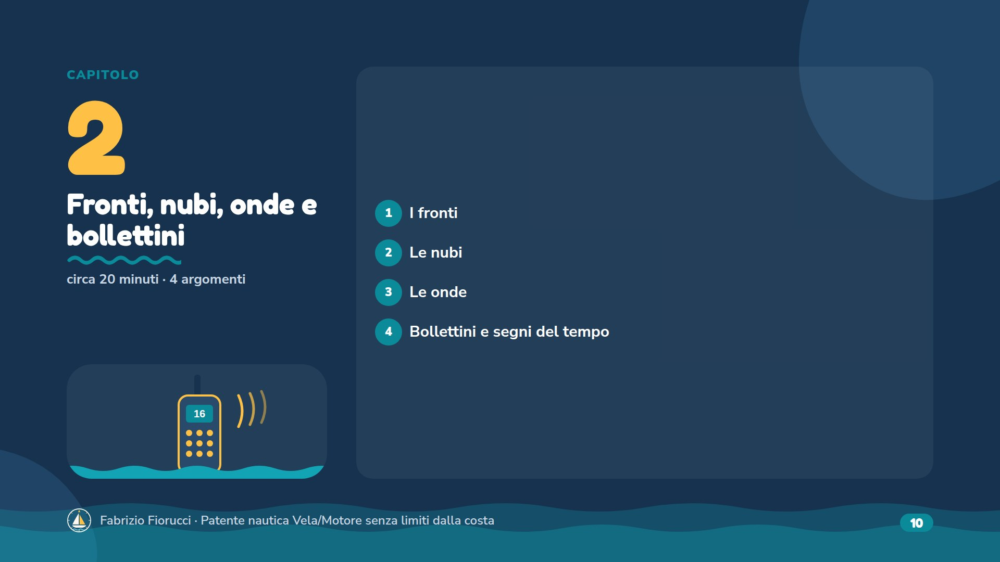 CAPITOLO
2
Fronti, nubi, onde e
bollettini
circa 20 minuti · 4 argomenti
16
1 I fronti
2 Le nubi
3 Le onde
4 Bollettini e segni del tempo
Fabrizio Fiorucci · Patente nautica Vela/Motore senza limiti dalla costa
10